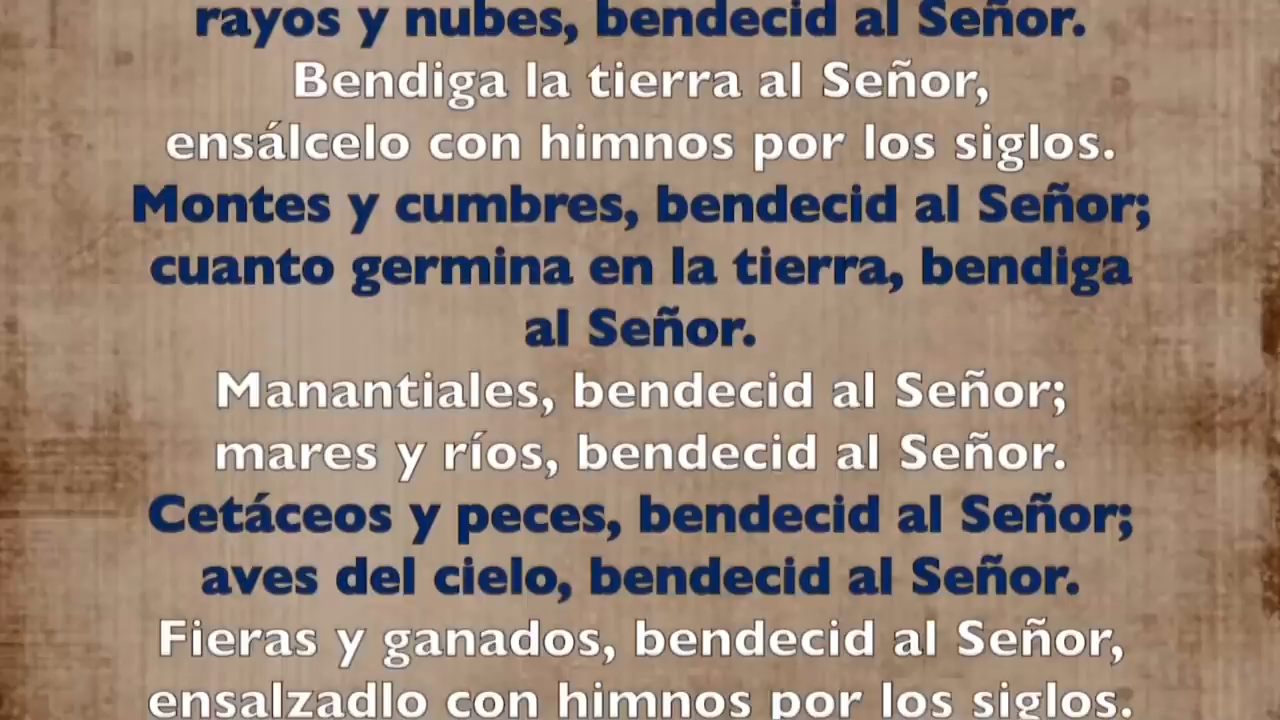 rayos y nubes, bendecid al Señor.
Bendiga la tierra al Señor,
ensálcelo con himnos por los siglos.
Montes y cumbres, bendecid al Señor;
cuanto germina en la tierra, bendiga
al Señor.
Manantiales, bendecid al Señor;
mares y ríos, bendecid al Señor.
Cetáceos y peces, bendecid al Señor;
aves del cielo, bendecid al Señor.
Fieras y ganados, bendecid al Señor,
ensalzadlo con himnos por los siglos.